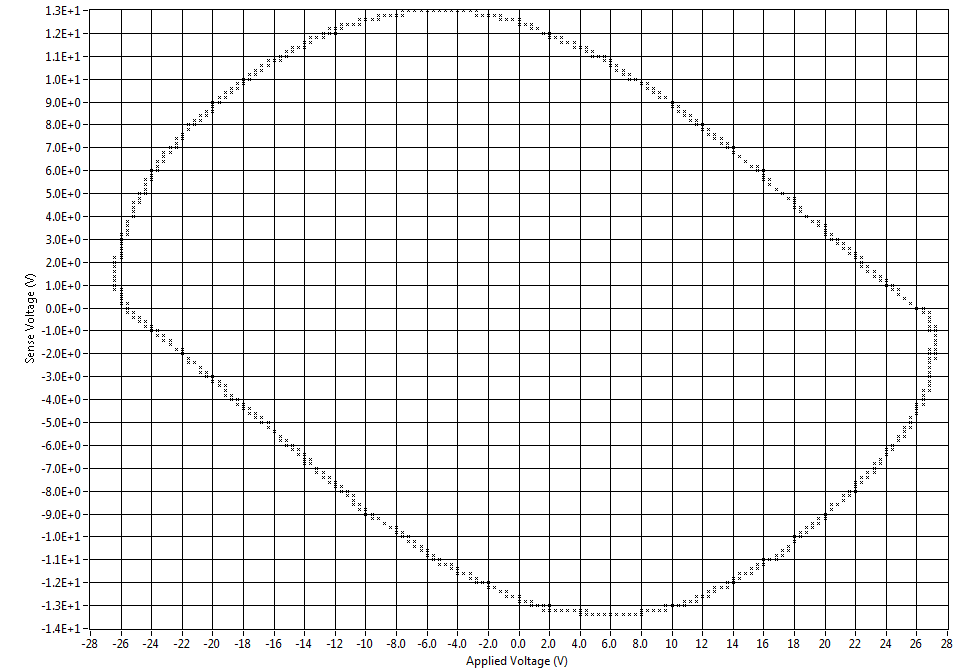 1.3E+1
1.2E+1
1.1E+1
1.0E+1
9.0E+0
8.0E+0
7.0E+0
6.0E+0
5.0E+0
4.0E+0
3.0E+0
2.0E+0
1.0E+0
0.0E+0
-1.0E+0
-2.0E+0
-3.0E+0
-4.0E+0
-5.0E+0
-6.0E+0
-7.0E+0
-8.0E+0
-9.0E+0
-1.0E+1
-1.1E+1
-1.2E+1
-1.3E+1
-1.4E+1
Sense Voltage (V)
-28 -26 -24 -22 -20 -18 -16 -14 -12 -10 -8.0 -6.0 -4.0 -2.0 0.0 2.0 4.0 6.0 8.0 10 12 14 16 18 20 22 24 26 28
Applied Voltage (V)